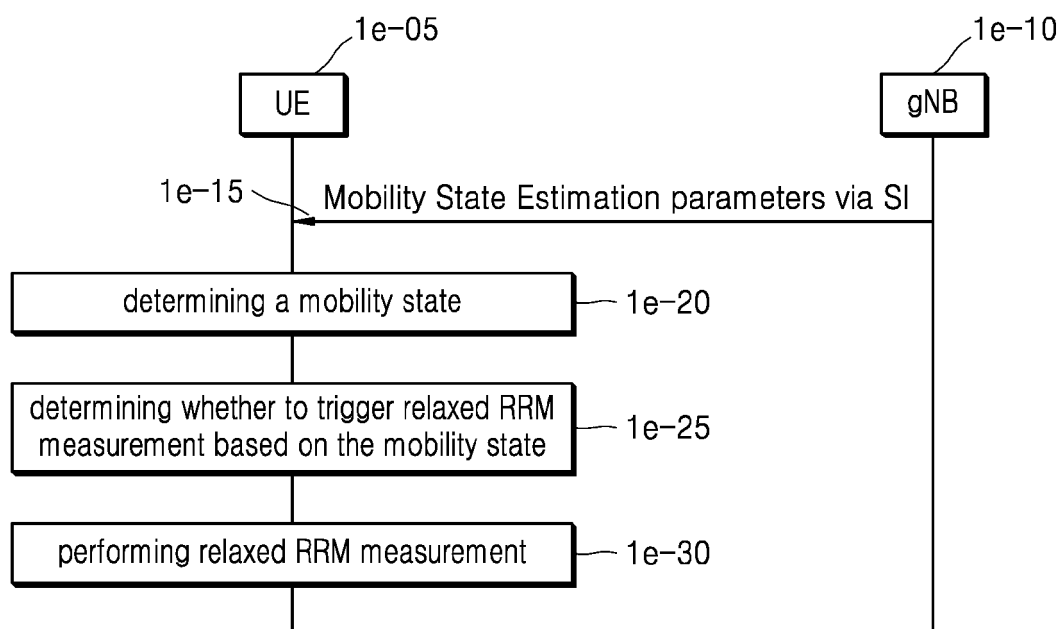 1e-05
1e-10
UE
gNB
1e-15
Mobility State Estimation parameters via SI
determining a mobility state
1e-20
determining whether to trigger relaxed RRM
measurement based on the mobility state
1e-25
performing relaxed RRM measurement
1e-30